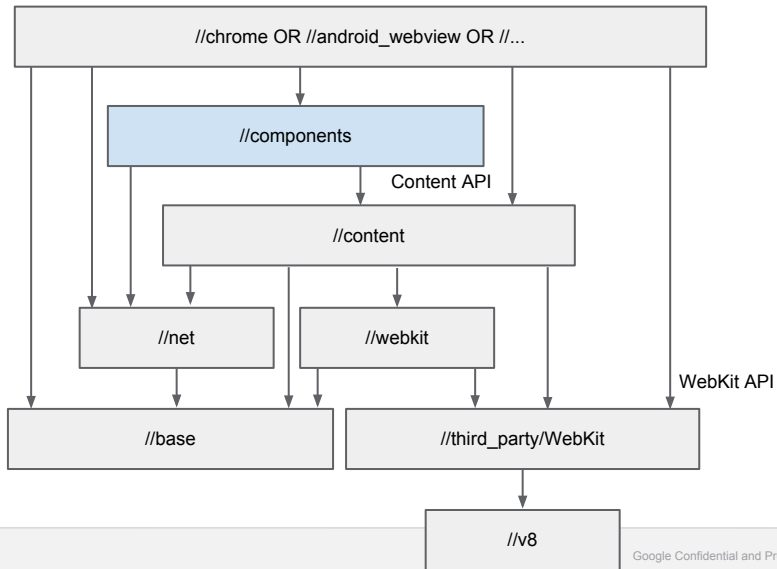 //chrome OR //android_webview OR //...
//components
Content API
//content
//net
//webkit
WebKit API
//base
//third_party/WebKit
//v8
Google Confidential and Pr